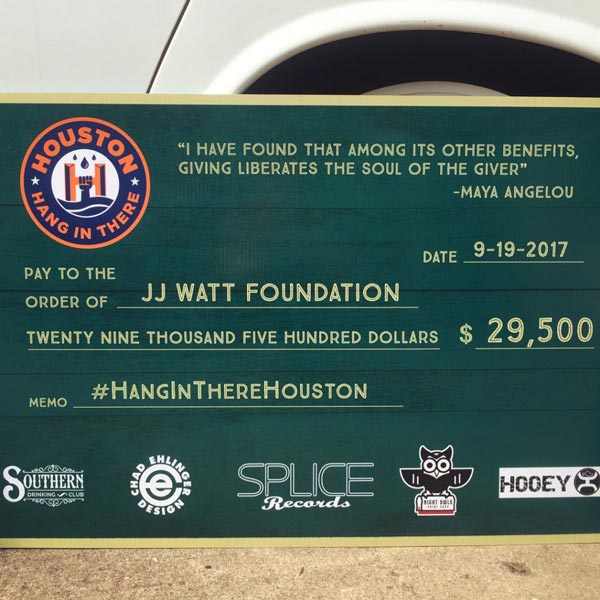 HOUSTON
HANG IN THERE
H
“I HAVE FOUND THAT AMONG ITS OTHER BENEFITS,
GIVING LIBERATES THE SOUL OF THE GIVER”
-MAYA ANGELOU
DATE 9-19-2017
PAY TO THE
ORDER OF JJ WATT FOUNDATION
TWENTY NINE THOUSAND FIVE HUNDRED DOLLARS $ 29,500
MEMO #HANGINTHEREHOUSTON
SOUTHERN
DRINKING CLUB
CHAD EHLINGER
DESIGN
SPLICE
Records
NIGHT OWLS
HOOEY